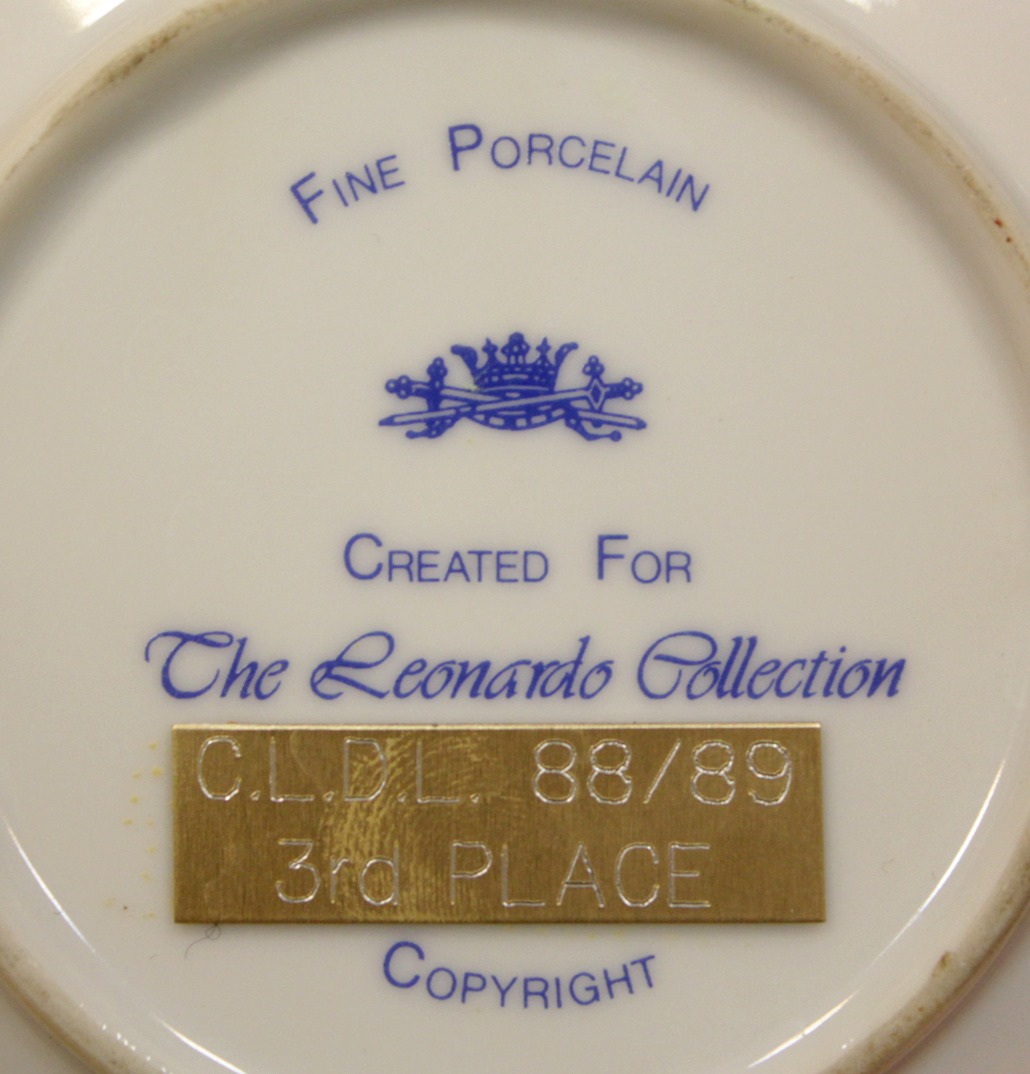 FINE PORCELAIN
CREATED FOR
The Leonardo Collection
C.L.D.L. 88/89
3rd PLACE
COPYRIGHT